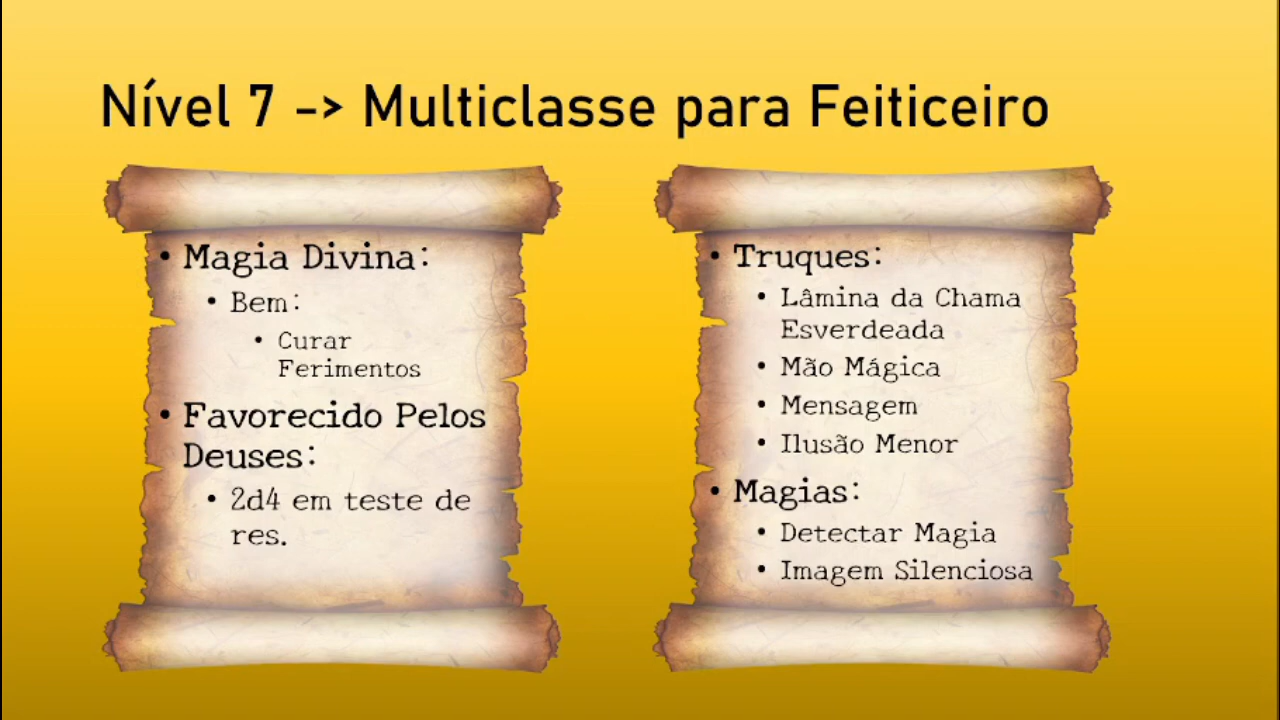 Nível 7 -> Multiclasse para Feiticeiro
• Magia Divina:
• Bem:
• Curar
Ferimentos
• Favorecido Pelos
Deuses:
• 2d4 em teste de
res.
• Truques:
• Lâmina da Chama
Esverdeada
• Mão Mágica
• Mensagem
• Ilusão Menor
• Magias:
• Detectar Magia
• Imagem Silenciosa